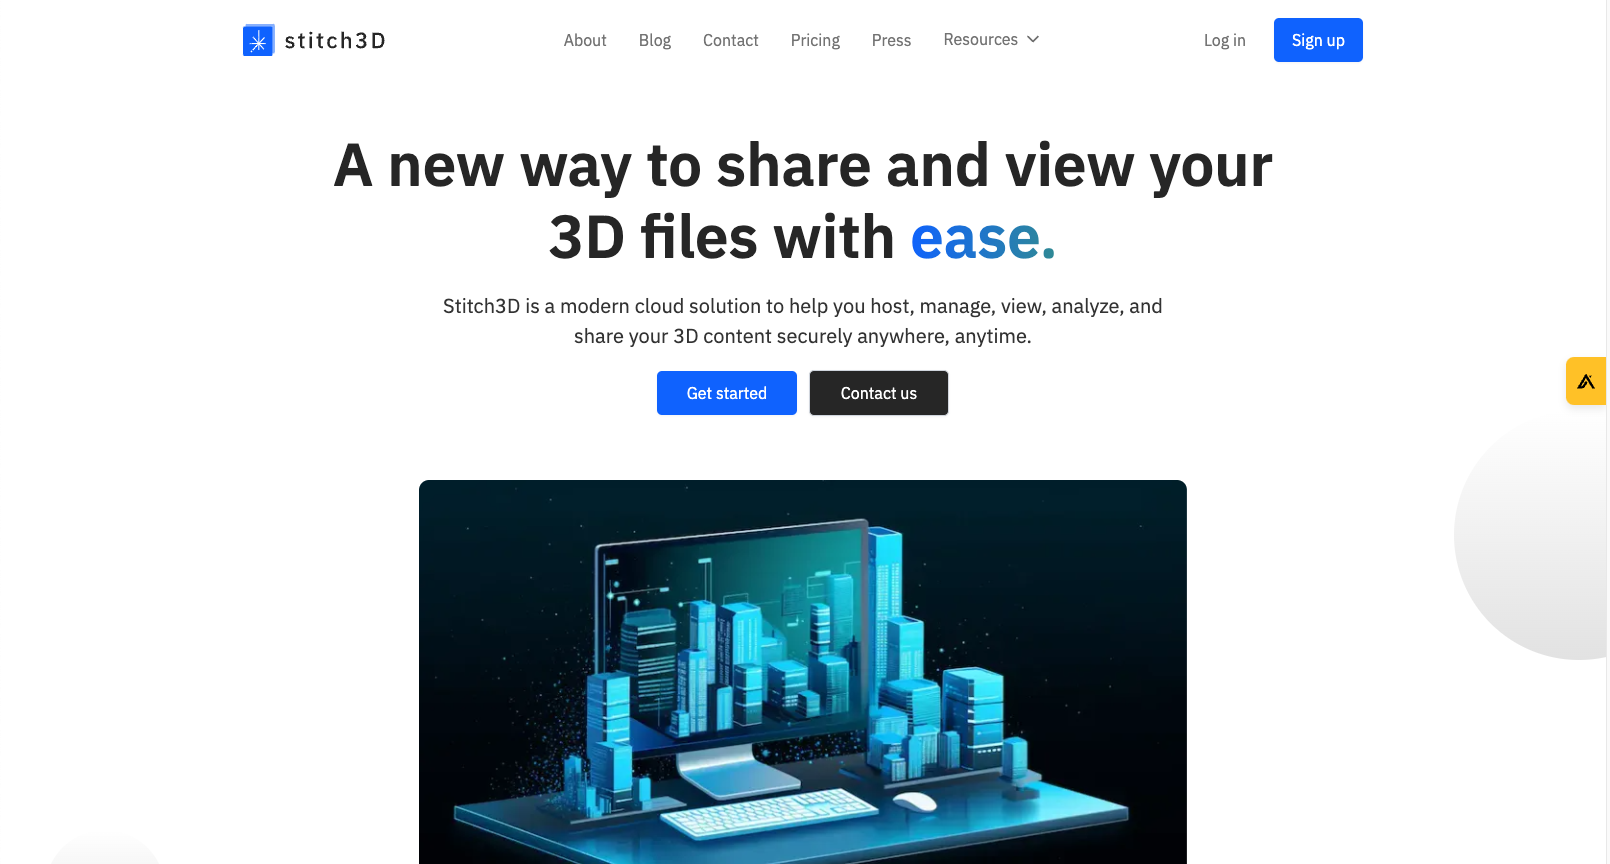 stitch3D
About Blog Contact Pricing Press Resources
Log in Sign up
A new way to share and view your
3D files with ease.
Stitch3D is a modern cloud solution to help you host, manage, view, analyze, and
share your 3D content securely anywhere, anytime.
Get started Contact us